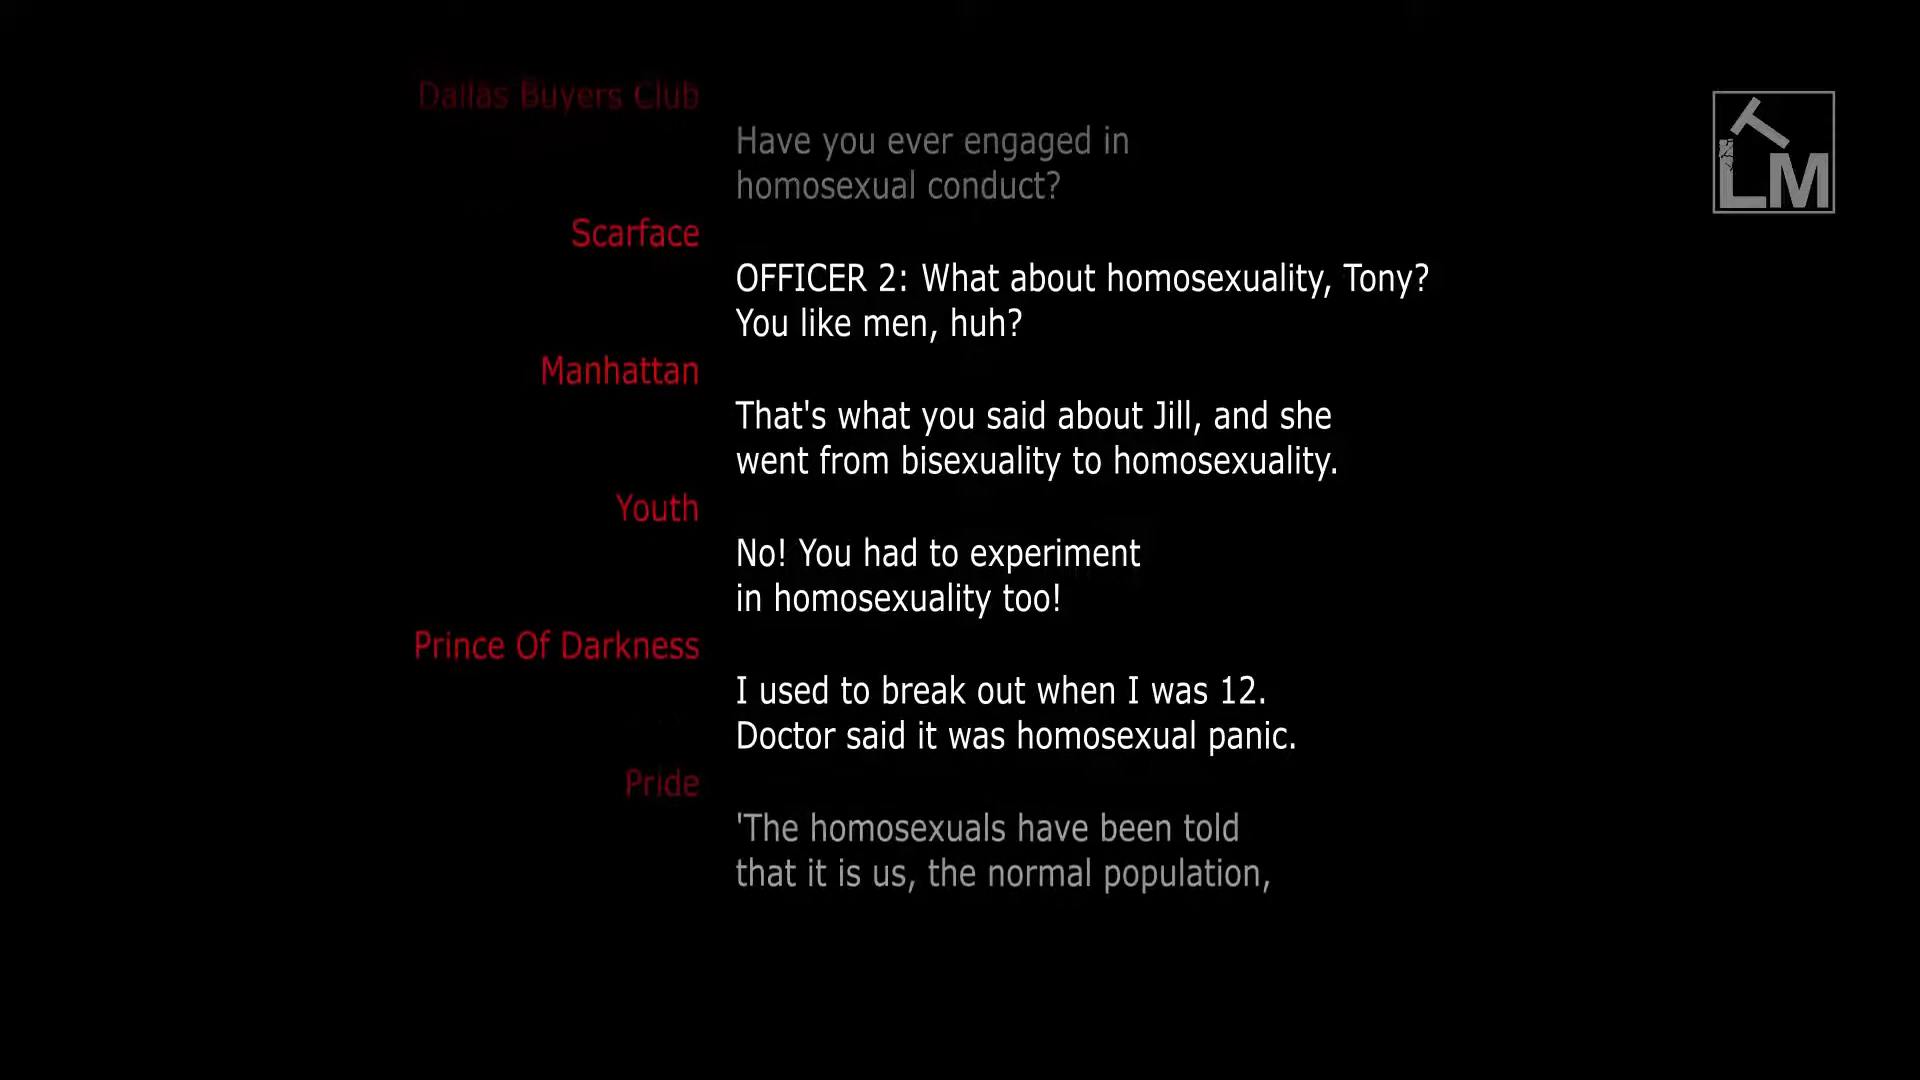 Dallas Buyers Club
Have you ever engaged in
homosexual conduct?
Scarface
OFFICER 2: What about homosexuality, Tony?
You like men, huh?
Manhattan
That's what you said about Jill, and she
went from bisexuality to homosexuality.
Youth
No! You had to experiment
in homosexuality too!
Prince Of Darkness
I used to break out when I was 12.
Doctor said it was homosexual panic.
Pride
'The homosexuals have been told
that it is us, the normal population,
TLM